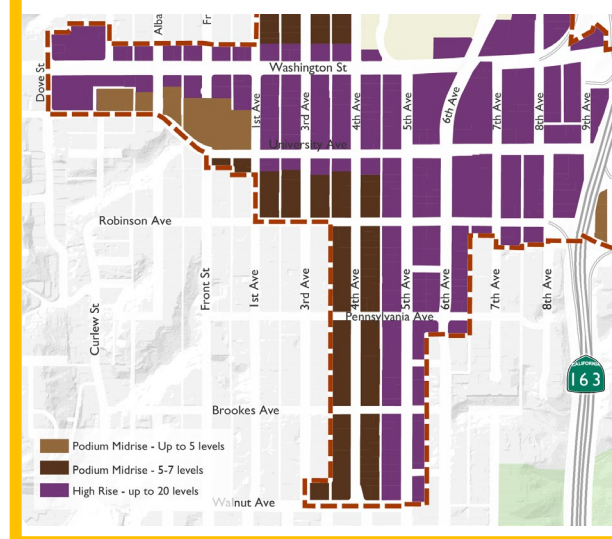 Alba
Fr
Dove St
Washington St
1st Ave
3rd Ave
4th Ave
5th Ave
6th Ave
7th Ave
8th Ave
9th Ave
University Ave
Robinson Ave
Curlew St
Front St
1st Ave
3rd Ave
4th Ave
5th Ave
6th Ave
7th Ave
8th Ave
Pennsylvania Ave
CALIFORNIA
163
Brookes Ave
Podium Midrise - Up to 5 levels
Podium Midrise - 5-7 levels
High Rise - up to 20 levels
Walnut Ave